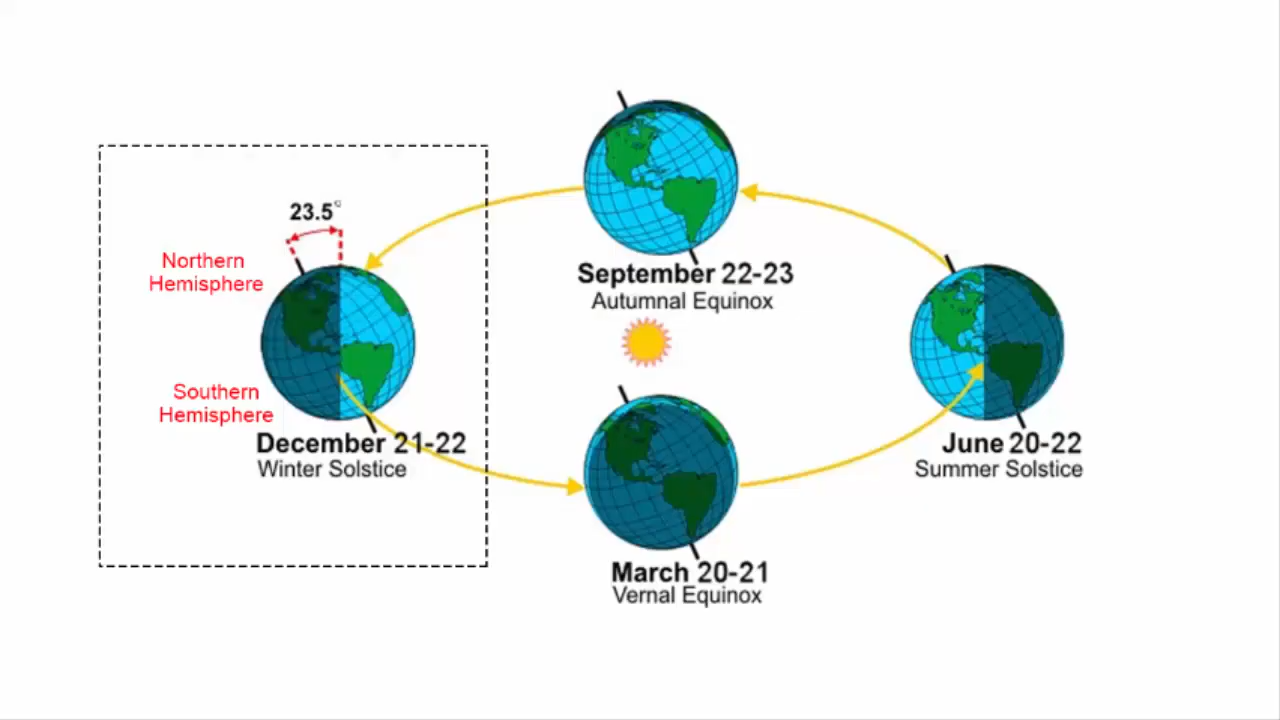 23.5°
Northern
Hemisphere
Southern
Hemisphere
December 21-22
Winter Solstice
September 22-23
Autumnal Equinox
March 20-21
Vernal Equinox
June 20-22
Summer Solstice